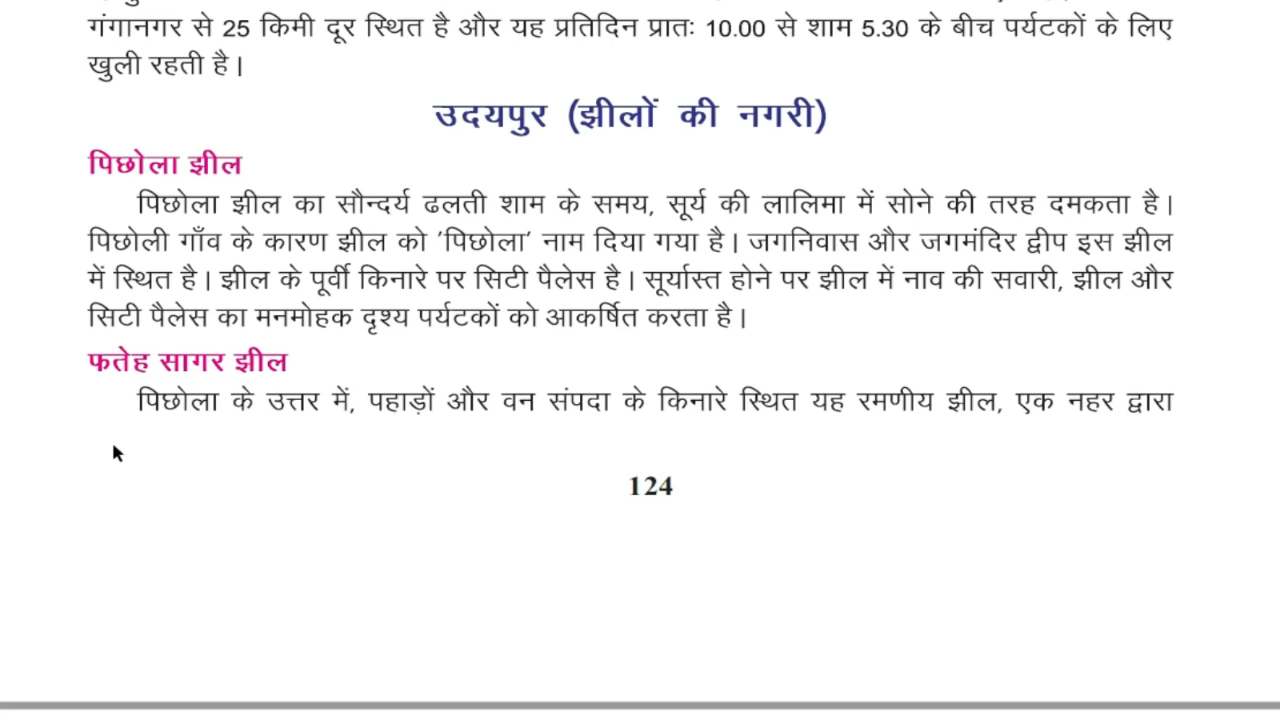 गंगानगर से 25 किमी दूर स्थित है और यह प्रतिदिन प्रातः 10.00 से शाम 5.30 के बीच पर्यटकों के लिए
खुली रहती है।
उदयपुर (झीलों की नगरी)
पिछोला झील
पिछोला झील का सौन्दर्य ढलती शाम के समय, सूर्य की लालिमा में सोने की तरह दमकता है।
पिछोली गाँव के कारण झील को 'पिछोला' नाम दिया गया है। जगनिवास और जगमंदिर द्वीप इस झील
में स्थित है। झील के पूर्वी किनारे पर सिटी पैलेस है। सूर्यास्त होने पर झील में नाव की सवारी, झील और
सिटी पैलेस का मनमोहक दृश्य पर्यटकों को आकर्षित करता है।
फतेह सागर झील
पिछोला के उत्तर में, पहाड़ों और वन संपदा के किनारे स्थित यह रमणीय झील, एक नहर द्वारा
124